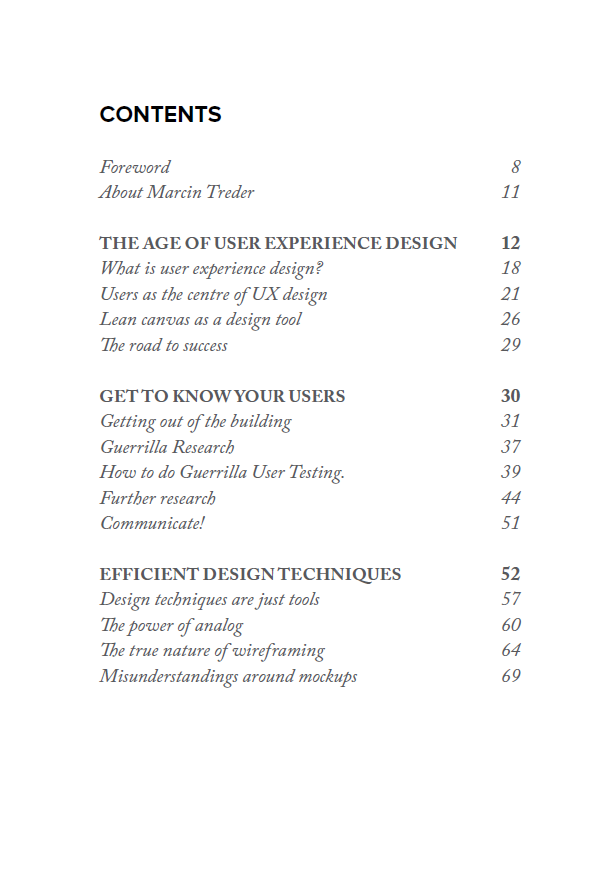 CONTENTS
Foreword 8
About Marcin Treder 11
THE AGE OF USER EXPERIENCE DESIGN 12
What is user experience design? 18
Users as the centre of UX design 21
Lean canvas as a design tool 26
The road to success 29
GET TO KNOW YOUR USERS 30
Getting out of the building 31
Guerrilla Research 37
How to do Guerrilla User Testing. 39
Further research 44
Communicate! 51
EFFICIENT DESIGN TECHNIQUES 52
Design techniques are just tools 57
The power of analog 60
The true nature of wireframing 64
Misunderstandings around mockups 69